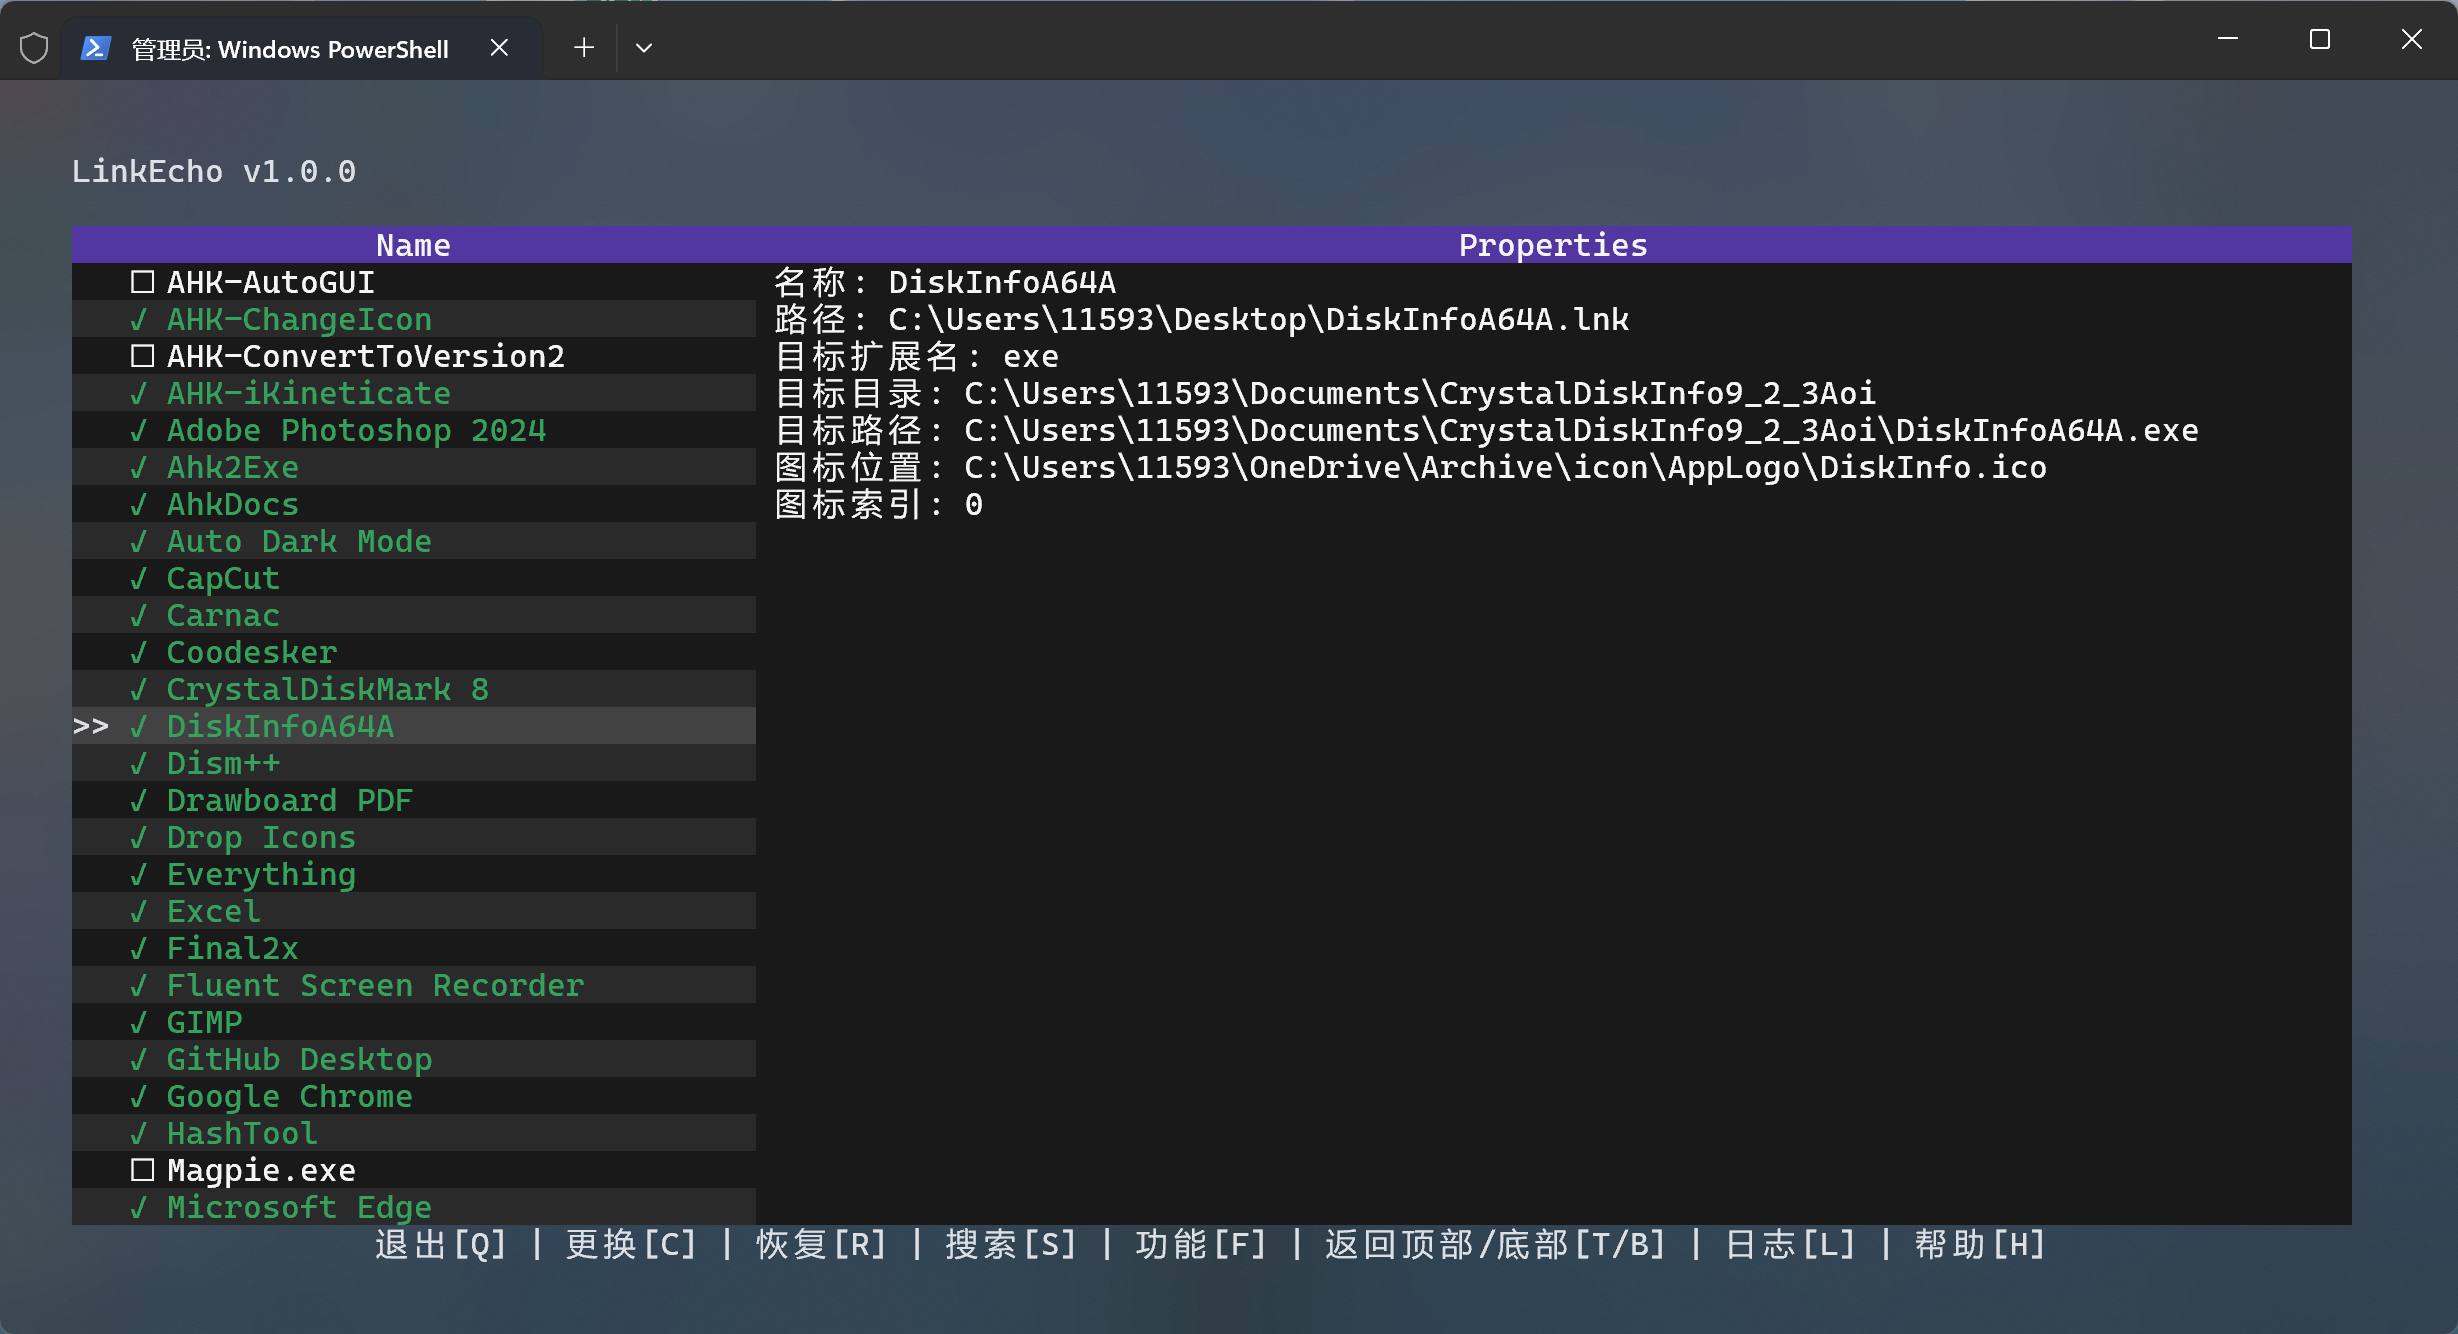 管理员: Windows PowerShell
LinkEcho v1.0.0
Name
Properties
☐ AHK-AutoGUI
✓ AHK-ChangeIcon
☐ AHK-ConvertToVersion2
✓ AHK-iKineticate
✓ Adobe Photoshop 2024
✓ Ahk2Exe
✓ AhkDocs
✓ Auto Dark Mode
✓ CapCut
✓ Carnac
✓ Coodesker
✓ CrystalDiskMark 8
>> ✓ DiskInfoA64A
✓ Dism++
✓ Drawboard PDF
✓ Drop Icons
✓ Everything
✓ Excel
✓ Final2x
✓ Fluent Screen Recorder
✓ GIMP
✓ GitHub Desktop
✓ Google Chrome
✓ HashTool
☐ Magpie.exe
✓ Microsoft Edge
名称: DiskInfoA64A
路径: C:\Users\11593\Desktop\DiskInfoA64A.lnk
目标扩展名: exe
目标目录: C:\Users\11593\Documents\CrystalDiskInfo9_2_3Aoi
目标路径: C:\Users\11593\Documents\CrystalDiskInfo9_2_3Aoi\DiskInfoA64A.exe
图标位置: C:\Users\11593\OneDrive\Archive\icon\AppLogo\DiskInfo.ico
图标索引: 0
退出[Q] | 更换[C] | 恢复[R] | 搜索[S] | 功能[F] | 返回顶部/底部[T/B] | 日志[L] | 帮助[H]